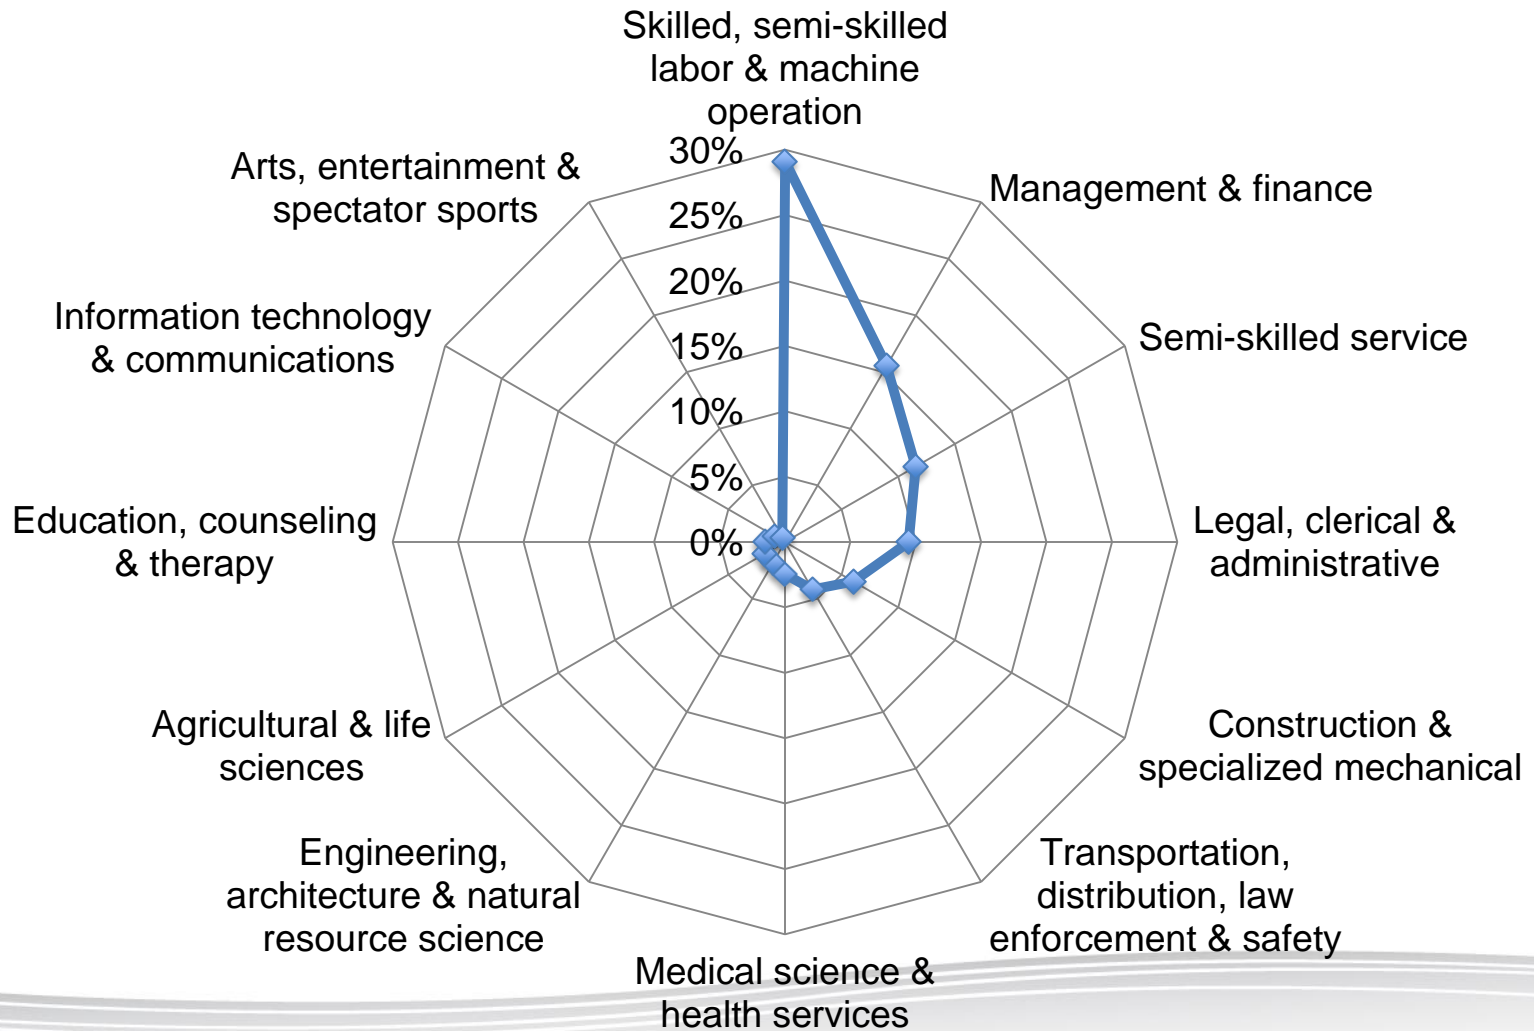 Skilled, semi-skilled
labor & machine
operation
30%
25%
20%
15%
10%
5%
0%
Management & finance
Semi-skilled service
Legal, clerical &
administrative
Construction &
specialized mechanical
Transportation,
distribution, law
enforcement & safety
Medical science &
health services
Engineering,
architecture & natural
resource science
Agricultural & life
sciences
Education, counseling
& therapy
Information technology
& communications
Arts, entertainment &
spectator sports